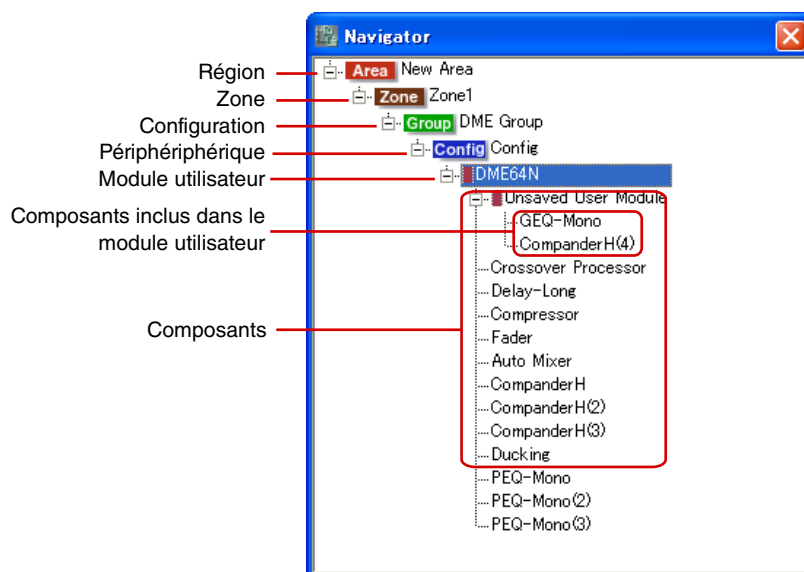 Navigator
Région
Area New Area
Zone
Zone Zone1
Configuration
Group DME Group
Périphériphérique
Config Config
Module utilisateur
DME64N
Unsaved User Module
Composants inclus dans le
module utilisateur
GEQ-Mono
CompanderH(4)
Crossover Processor
Delay-Long
Compressor
Composants
Fader
Auto Mixer
CompanderH
CompanderH(2)
CompanderH(3)
Ducking
PEQ-Mono
PEQ-Mono(2)
PEQ-Mono(3)